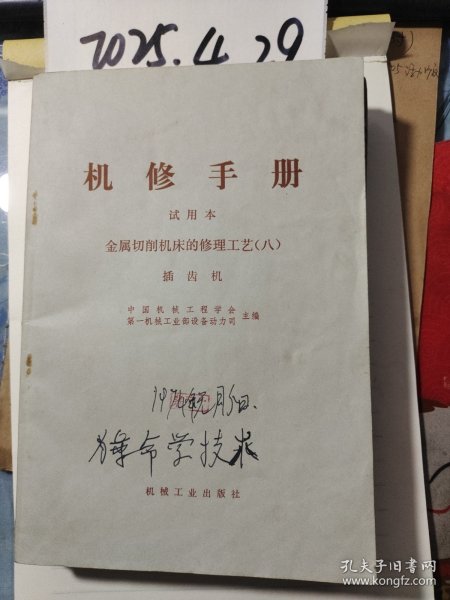 2025.4.29
机修手册
试用本
金属切削机床的修理工艺(八)
插齿机
中国机械工程学会
第一机械工业部设备动力司 主编
为革命学技术
机械工业出版社
孔夫子旧书网
www.kongfz.com